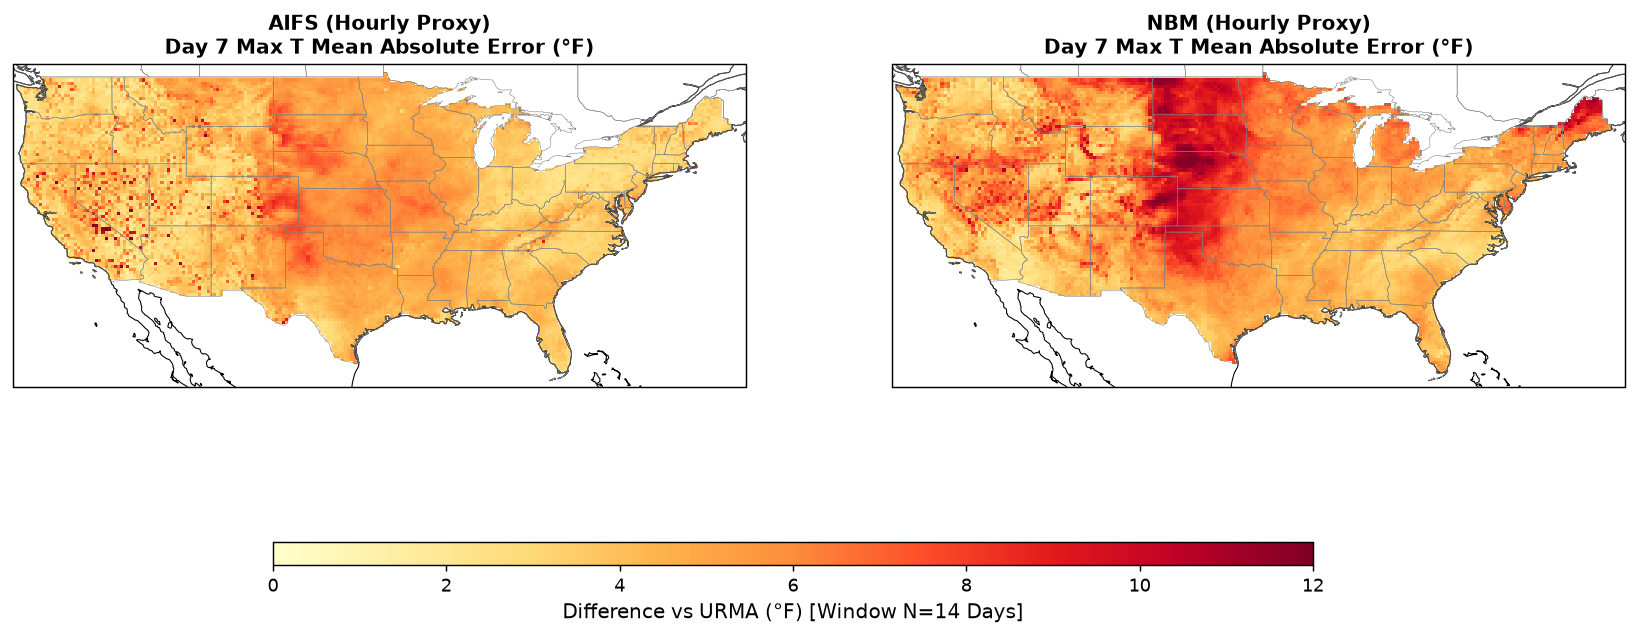 AIFS (Hourly Proxy)
Day 7 Max T Mean Absolute Error (°F)
NBM (Hourly Proxy)
Day 7 Max T Mean Absolute Error (°F)
0 2 4 6 8 10 12
Difference vs URMA (°F) [Window N=14 Days]